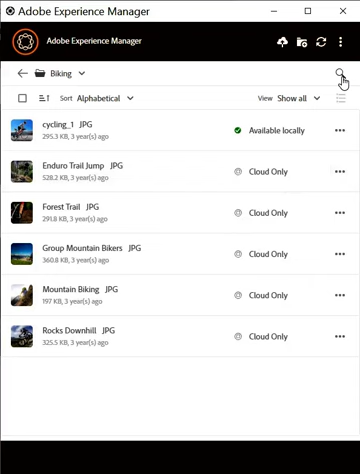 Adobe Experience Manager
Adobe Experience Manager
Biking
Sort Alphabetical View Show all
cycling_1 JPG
295.3 KB, 3 year(s) ago
Available locally
Enduro Trail Jump JPG
528.2 KB, 3 year(s) ago
Cloud Only
Forest Trail JPG
291.8 KB, 3 year(s) ago
Cloud Only
Group Mountain Bikers JPG
360.8 KB, 3 year(s) ago
Cloud Only
Mountain Biking JPG
197 KB, 3 year(s) ago
Cloud Only
Rocks Downhill JPG
325.5 KB, 3 year(s) ago
Cloud Only